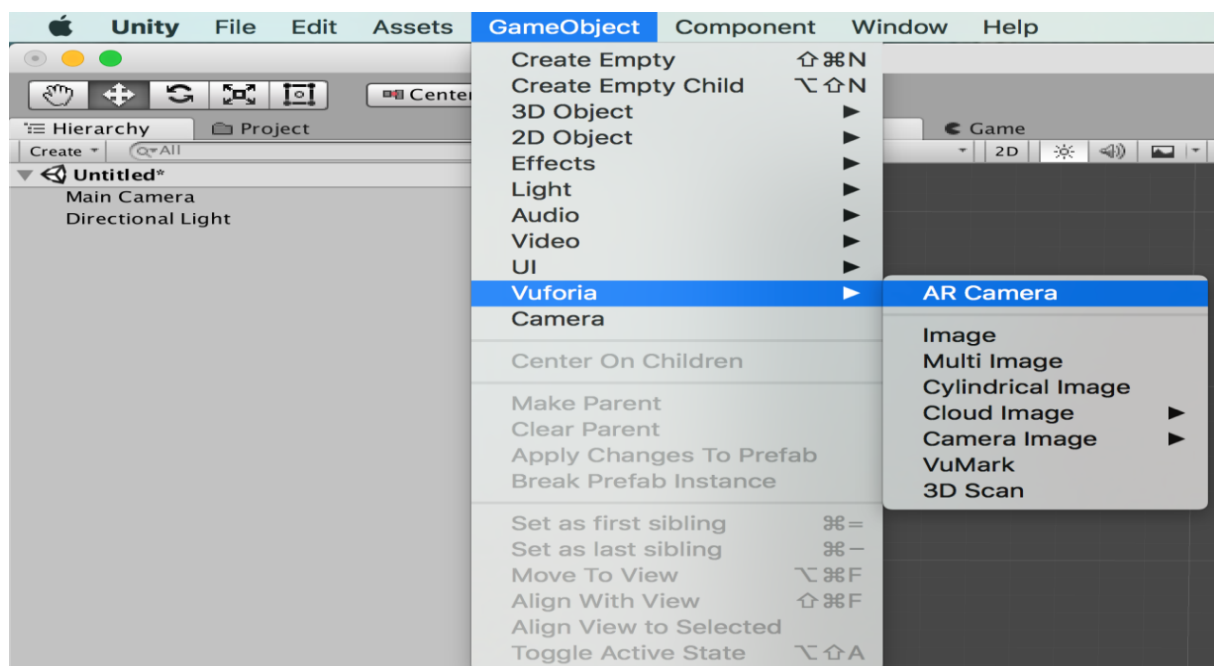 Unity File Edit Assets GameObject Component Window Help
Center
Hierarchy Project Game
Create All 2D
Untitled*
Main Camera
Directional Light
Create Empty ⇧⌘N
Create Empty Child ⌥⇧N
3D Object
2D Object
Effects
Light
Audio
Video
UI
Vuforia
Camera
Center On Children
Make Parent
Clear Parent
Apply Changes To Prefab
Break Prefab Instance
Set as first sibling ⌘=
Set as last sibling ⌘−
Move To View ⌥⌘F
Align With View ⇧⌘F
Align View to Selected
Toggle Active State ⌥⇧A
AR Camera
Image
Multi Image
Cylindrical Image
Cloud Image
Camera Image
VuMark
3D Scan